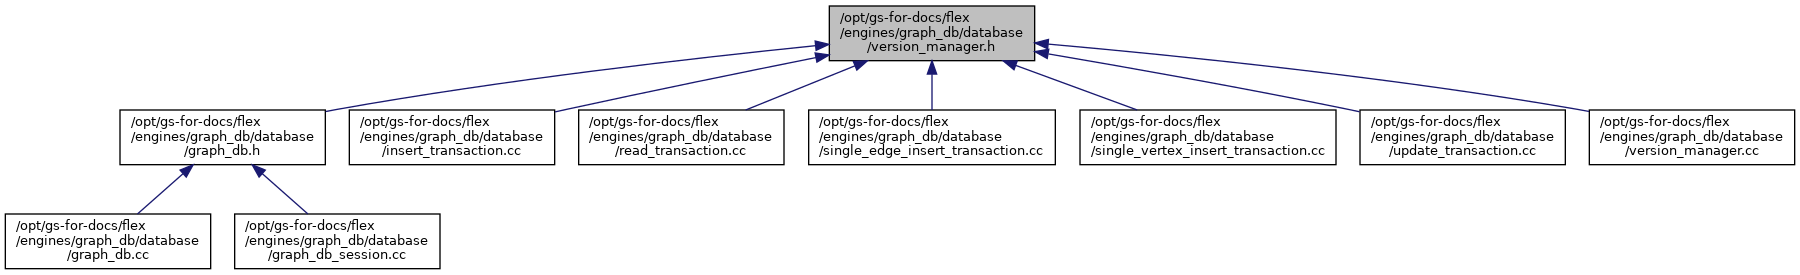 /opt/gs-for-docs/flex
/engines/graph_db/database
/version_manager.h
/opt/gs-for-docs/flex
/engines/graph_db/database
/graph_db.h
/opt/gs-for-docs/flex
/engines/graph_db/database
/insert_transaction.cc
/opt/gs-for-docs/flex
/engines/graph_db/database
/read_transaction.cc
/opt/gs-for-docs/flex
/engines/graph_db/database
/single_edge_insert_transaction.cc
/opt/gs-for-docs/flex
/engines/graph_db/database
/single_vertex_insert_transaction.cc
/opt/gs-for-docs/flex
/engines/graph_db/database
/update_transaction.cc
/opt/gs-for-docs/flex
/engines/graph_db/database
/version_manager.cc
/opt/gs-for-docs/flex
/engines/graph_db/database
/graph_db.cc
/opt/gs-for-docs/flex
/engines/graph_db/database
/graph_db_session.cc